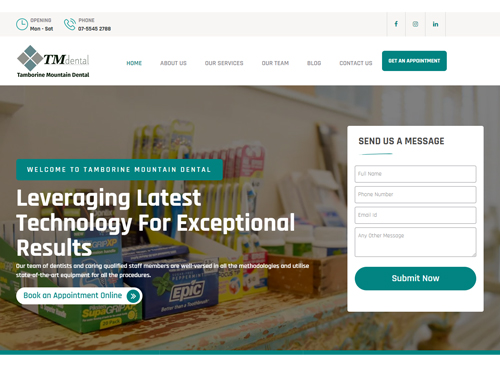 OPENING
Mon - Sat
PHONE
07-5545 2788
TM dental
Tamborine Mountain Dental
HOME
ABOUT US
OUR SERVICES
OUR TEAM
BLOG
CONTACT US
GET AN APPOINTMENT
WELCOME TO TAMBORINE MOUNTAIN DENTAL
Leveraging Latest
Technology For Exceptional
Results
Our team of dentists and caring qualified staff members are well-versed in all the methodologies and utilise
state-of-the-art equipment for all the procedures.
Book an Appointment Online
SEND US A MESSAGE
Full Name
Phone Number
Email id
Any Other Message
Submit Now
EPIC